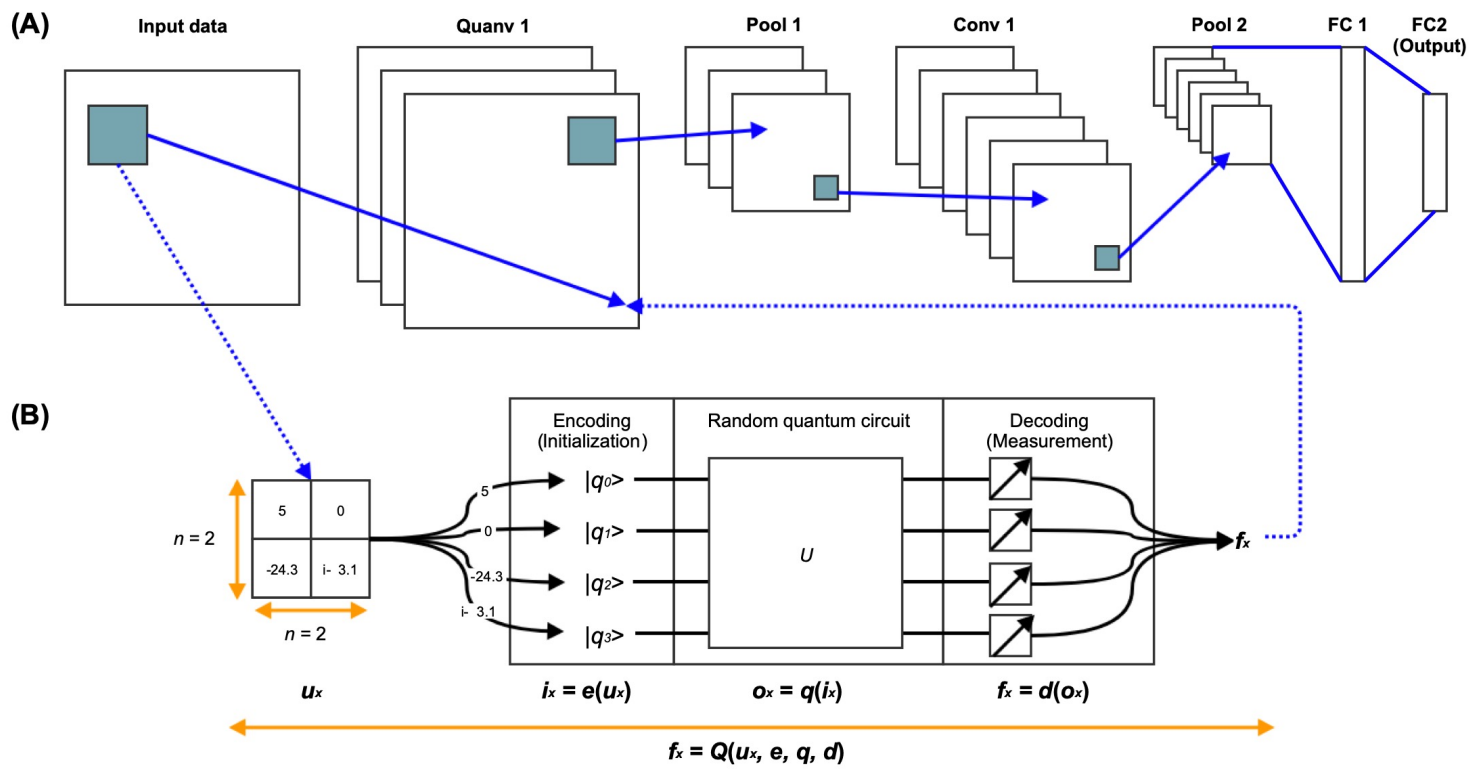 (A)
Input data
Quanv 1
Pool 1
Conv 1
Pool 2
FC 1
FC2
(Output)
(B)
Encoding
(Initialization)
Random quantum circuit
Decoding
(Measurement)
n = 2
5
0
-24.3
i- 3.1
n = 2
5
0
-24.3
i- 3.1
|q0>
|q1>
|q2>
|q3>
U
fx
ux
ix = e(ux)
ox = q(ix)
fx = d(ox)
fx = Q(ux, e, q, d)